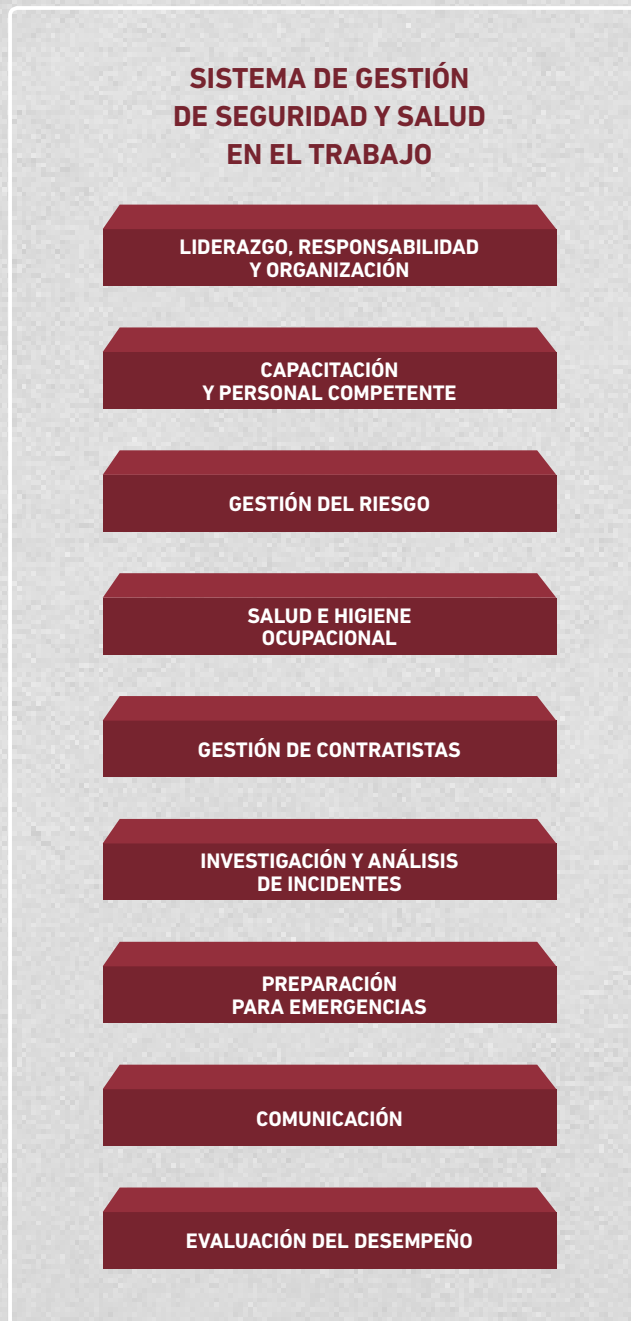 SISTEMA DE GESTIÓN
DE SEGURIDAD Y SALUD
EN EL TRABAJO
LIDERAZGO, RESPONSABILIDAD
Y ORGANIZACIÓN
CAPACITACIÓN
Y PERSONAL COMPETENTE
GESTIÓN DEL RIESGO
SALUD E HIGIENE
OCUPACIONAL
GESTIÓN DE CONTRATISTAS
INVESTIGACIÓN Y ANÁLISIS
DE INCIDENTES
PREPARACIÓN
PARA EMERGENCIAS
COMUNICACIÓN
EVALUACIÓN DEL DESEMPEÑO